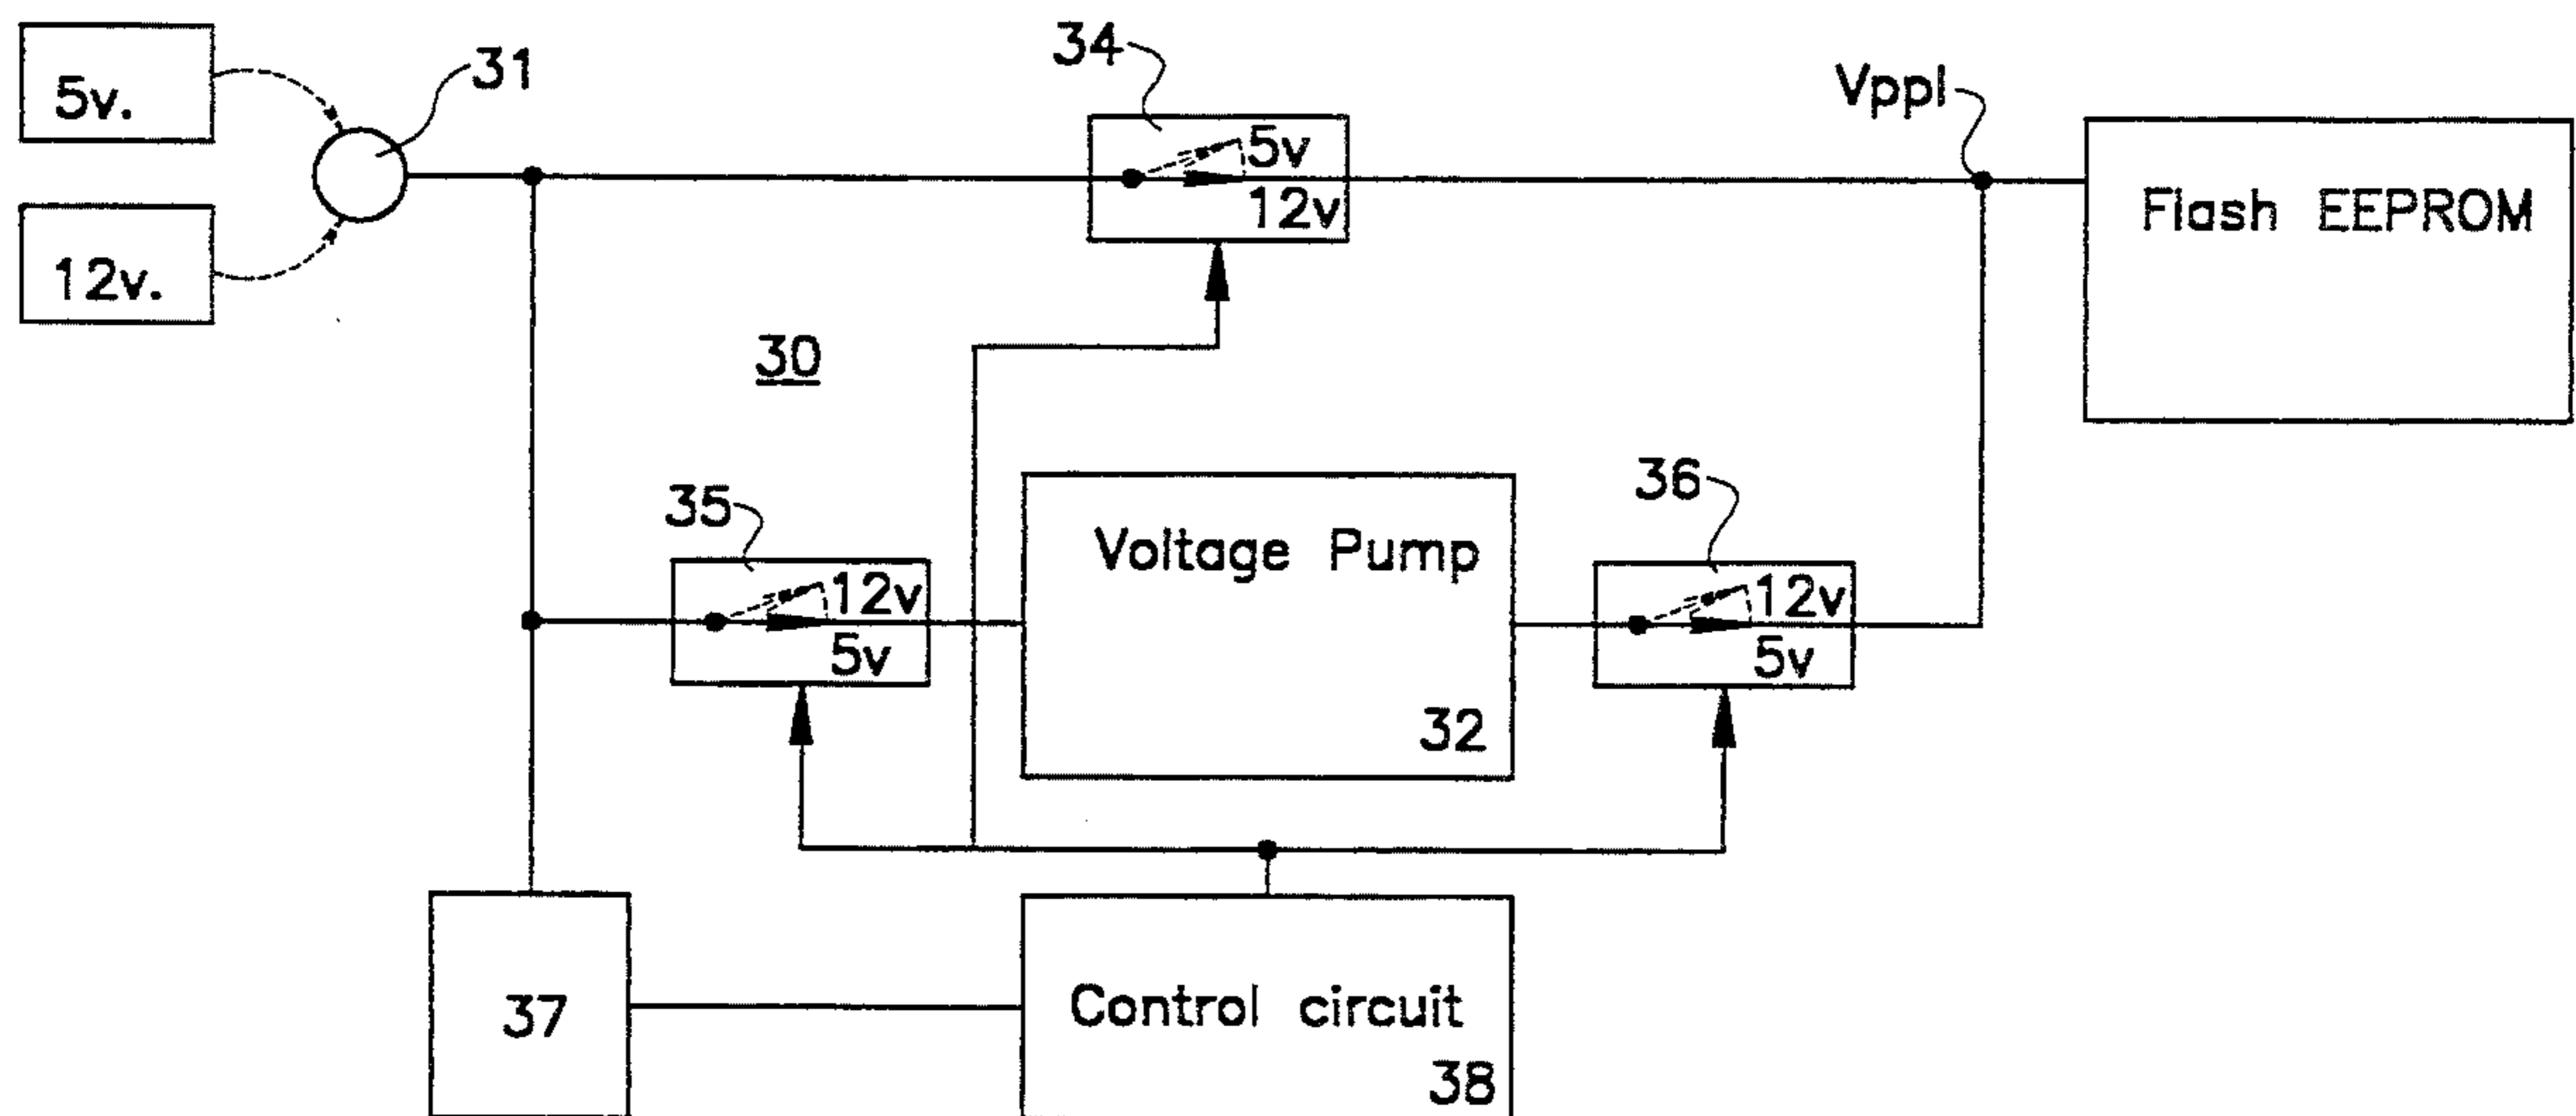 5v.
12v.
31
34
5v
12v
Vppl
Flash EEPROM
30
35
12v
5v
Voltage Pump
32
36
12v
5v
37
Control circuit
38